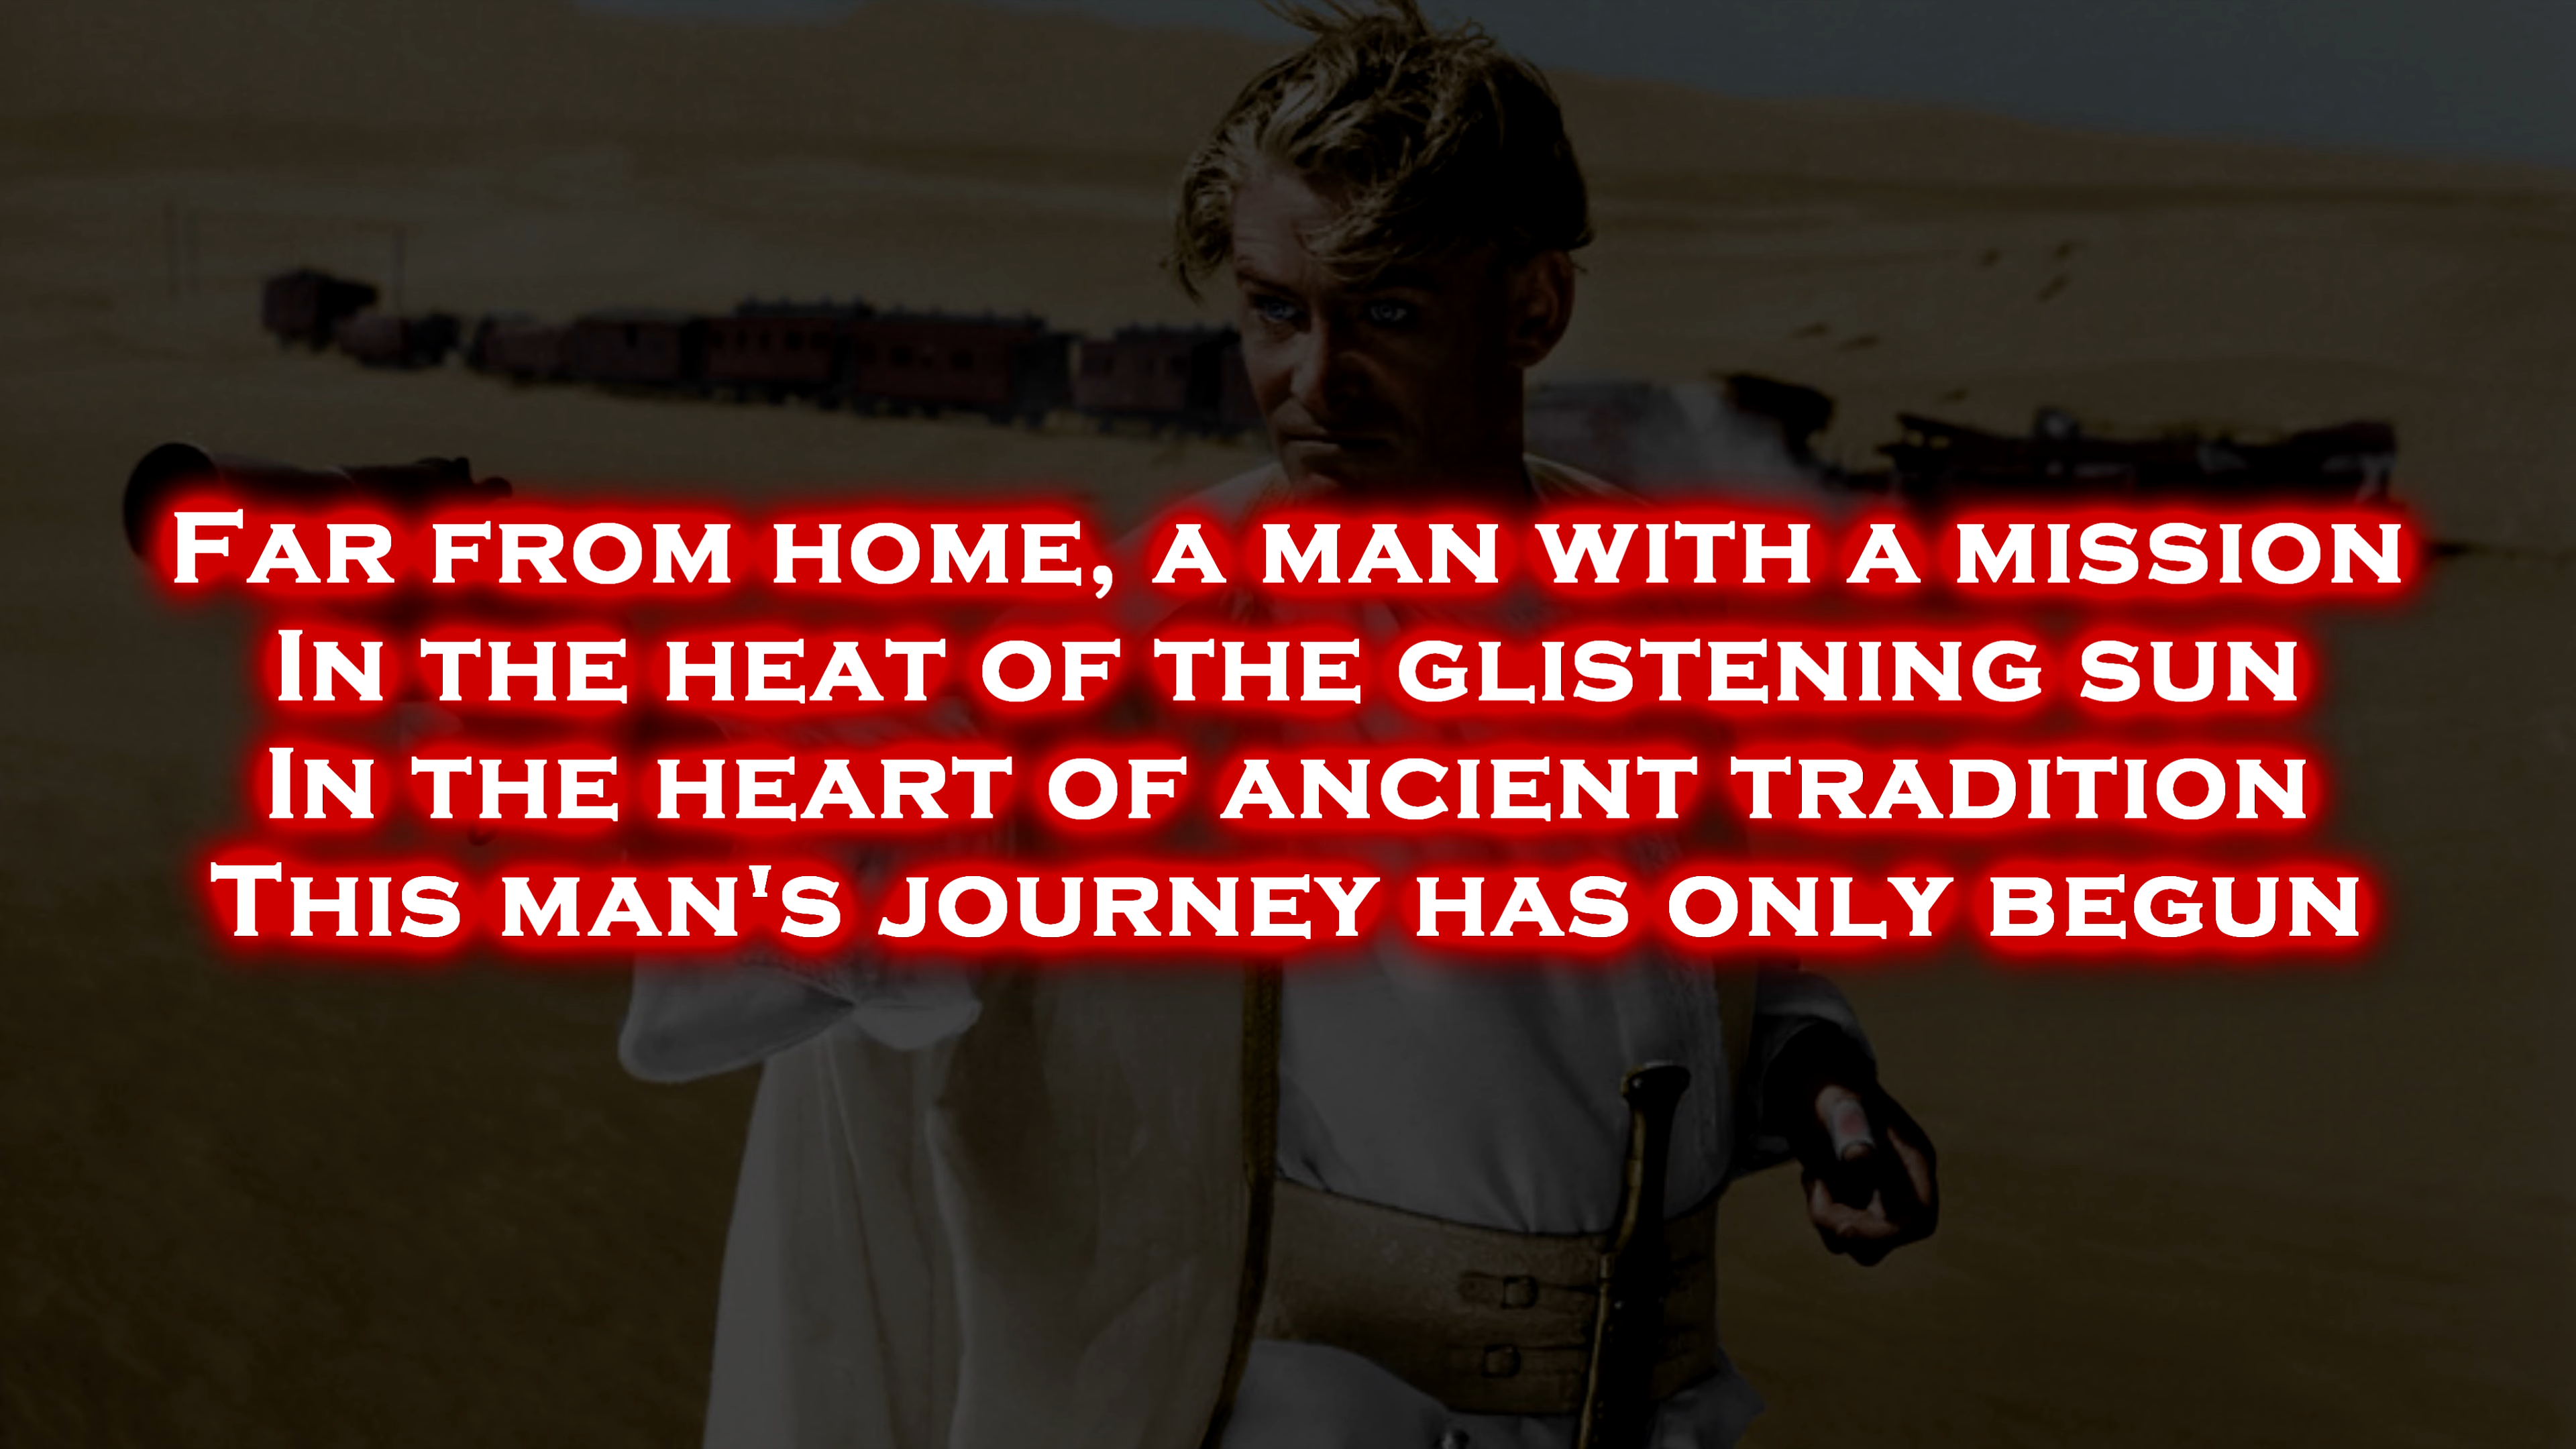 Far from home, a man with a mission
In the heat of the glistening sun
In the heart of ancient tradition
This man's journey has only begun